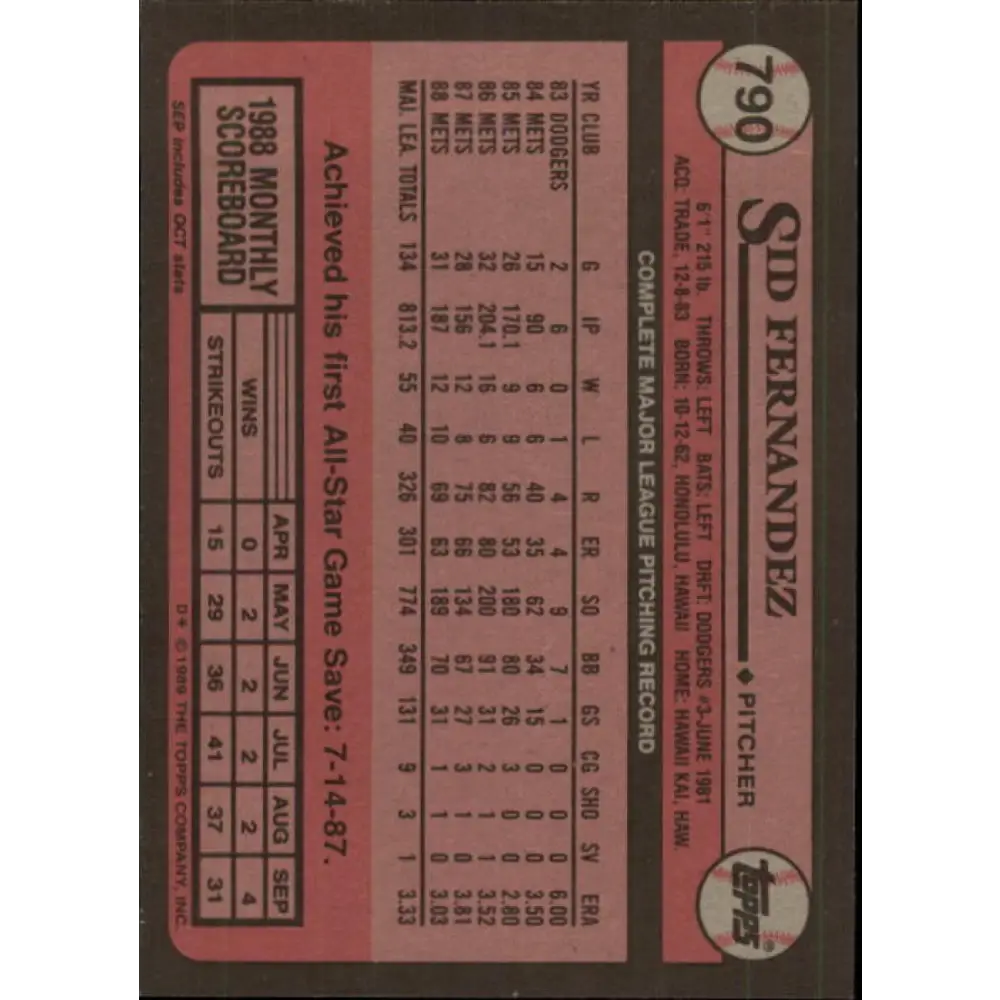 790
SID FERNANDEZ ♦ PITCHER
topps®
6'1" 215 lb. THROWS: LEFT BATS: LEFT DRFT: DODGERS #3-JUNE 1981
ACQ: TRADE, 12-8-83 BORN: 10-12-62, HONOLULU, HAWAII HOME: HAWAII KAI, HAW.
COMPLETE MAJOR LEAGUE PITCHING RECORD
YR CLUB G IP W L R ER SO BB GS CG SHO SV ERA
83 DODGERS 2 6 0 1 4 4 9 7 1 0 0 0 6.00
84 METS 15 90 6 6 40 35 62 34 15 0 0 0 3.50
85 METS 26 170.1 9 9 56 53 180 80 26 3 0 0 2.80
86 METS 32 204.1 16 6 82 80 200 91 31 2 1 1 3.52
87 METS 28 156 12 8 75 66 134 67 27 3 1 0 3.81
88 METS 31 187 12 10 69 63 189 70 31 1 1 0 3.03
MAJ. LEA. TOTALS 134 813.2 55 40 326 301 774 349 131 9 3 1 3.33
Achieved his first All-Star Game Save: 7-14-87.
1988 MONTHLY
SCOREBOARD
APR MAY JUN JUL AUG SEP
WINS 0 2 2 2 2 4
STRIKEOUTS 15 29 36 41 37 31
SEP includes OCT stats
D* ©1989 THE TOPPS COMPANY, INC.